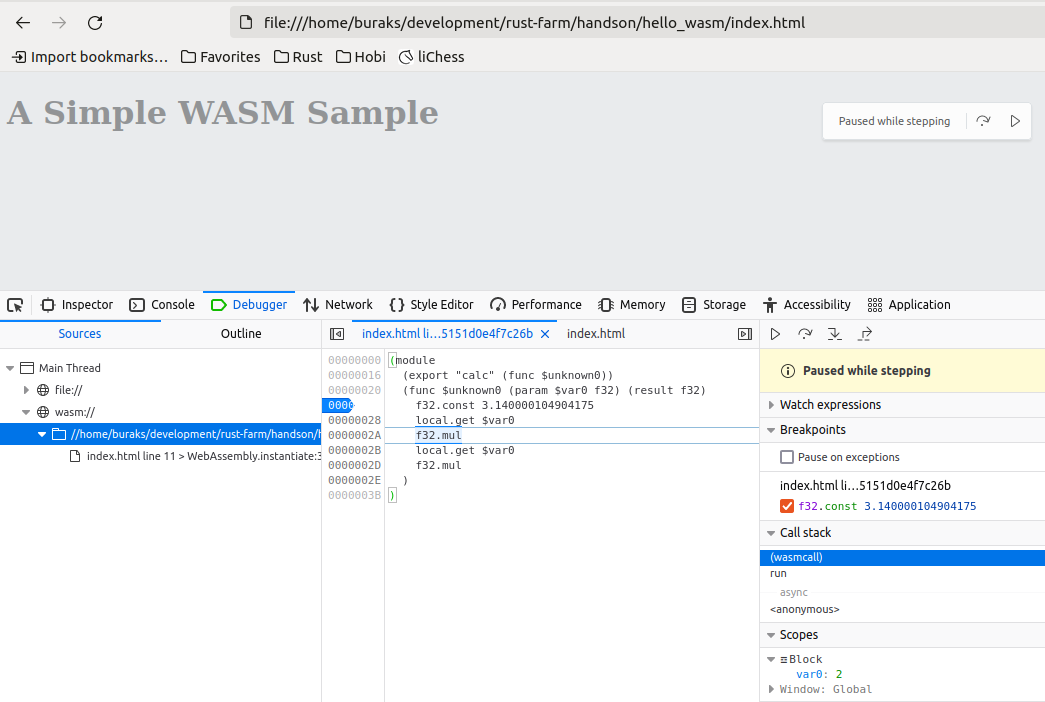 file:///home/buraks/development/rust-farm/handson/hello_wasm/index.html
Import bookmarks… Favorites Rust Hobi liChess
A Simple WASM Sample
Paused while stepping
Inspector Console Debugger Network Style Editor Performance Memory Storage Accessibility Application
Sources Outline
Main Thread
file://
wasm://
//home/buraks/development/rust-farm/handson/h
index.html line 11 > WebAssembly.instantiate:3
index.html li…5151d0e4f7c26b index.html
00000000 (module
00000016 (export "calc" (func $unknown0))
00000020 (func $unknown0 (param $var0 f32) (result f32)
0000 f32.const 3.140000104904175
00000028 local.get $var0
0000002A f32.mul
0000002B local.get $var0
0000002D f32.mul
0000002E )
0000003B )
Paused while stepping
Watch expressions
Breakpoints
Pause on exceptions
index.html li…5151d0e4f7c26b
f32.const 3.140000104904175
Call stack
(wasmcall)
run
async
<anonymous>
Scopes
Block
var0: 2
Window: Global